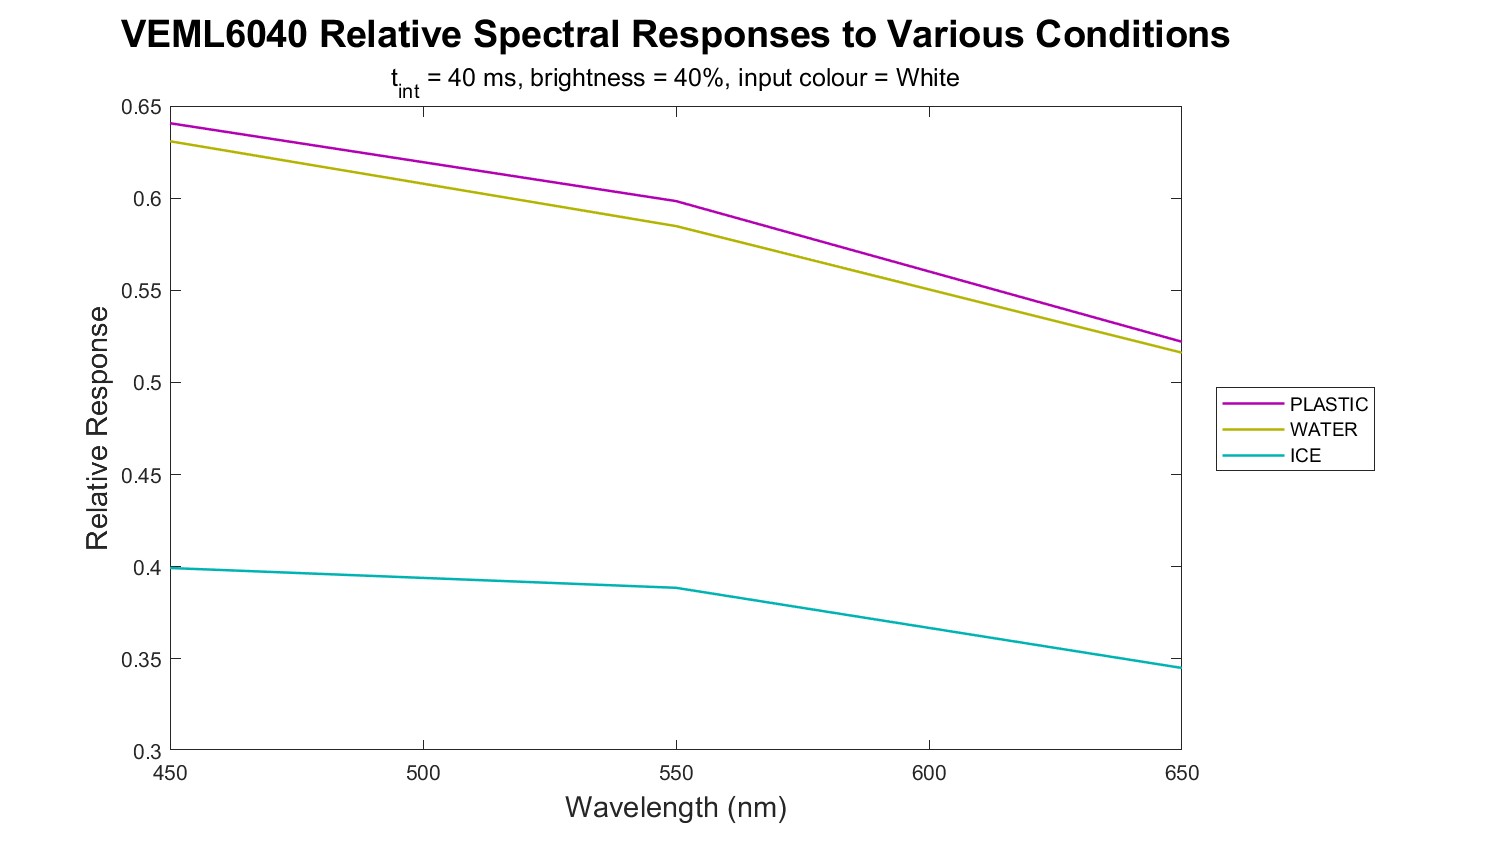 VEML6040 Relative Spectral Responses to Various Conditions
t_int = 40 ms, brightness = 40%, input colour = White
0.65
0.6
0.55
0.5
0.45
0.4
0.35
0.3
Relative Response
450 500 550 600 650
Wavelength (nm)
PLASTIC
WATER
ICE